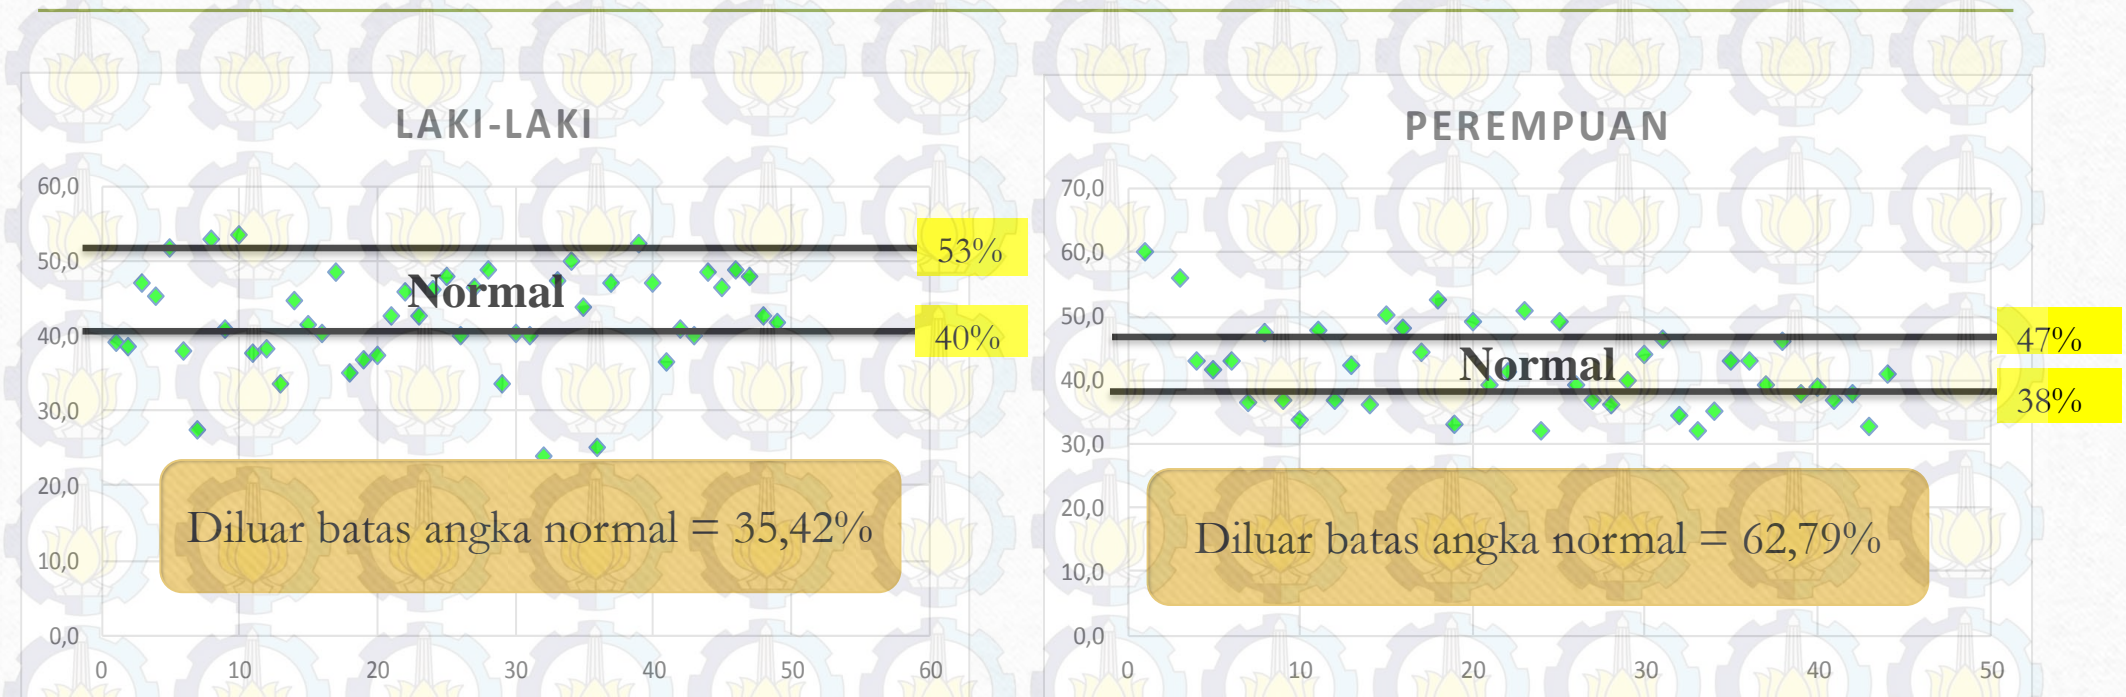 LAKI-LAKI
60,0
50,0
40,0
30,0
20,0
10,0
0,0
0 10 20 30 40 50 60
53%
Normal
40%
Diluar batas angka normal = 35,42%
PEREMPUAN
70,0
60,0
50,0
40,0
30,0
20,0
10,0
0,0
0 10 20 30 40 50
47%
Normal
38%
Diluar batas angka normal = 62,79%